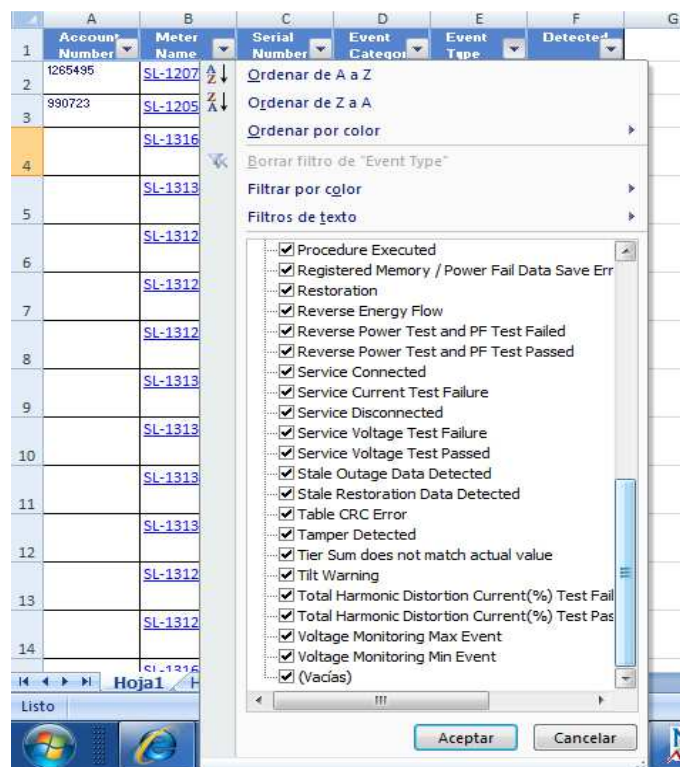 A B C D E F G
1 Account Number Meter Name Serial Number Event Categor Event Type Detected
2 1265495 SL-1207
3 990723 SL-1205
4 SL-1316
5 SL-1313
6 SL-1312
7 SL-1312
8 SL-1312
9 SL-1313
10 SL-1313
11 SL-1313
12 SL-1313
13 SL-1312
14 SL-1312
SL-1316
Ordenar de A a Z
Ordenar de Z a A
Ordenar por color
Borrar filtro de "Event Type"
Filtrar por color
Filtros de texto
Procedure Executed
Registered Memory / Power Fail Data Save Err
Restoration
Reverse Energy Flow
Reverse Power Test and PF Test Failed
Reverse Power Test and PF Test Passed
Service Connected
Service Current Test Failure
Service Disconnected
Service Voltage Test Failure
Service Voltage Test Passed
Stale Outage Data Detected
Stale Restoration Data Detected
Table CRC Error
Tamper Detected
Tier Sum does not match actual value
Tilt Warning
Total Harmonic Distortion Current(%) Test Fail
Total Harmonic Distortion Current(%) Test Pas
Voltage Monitoring Max Event
Voltage Monitoring Min Event
(Vacías)
Aceptar Cancelar
Hoja1 H
Listo